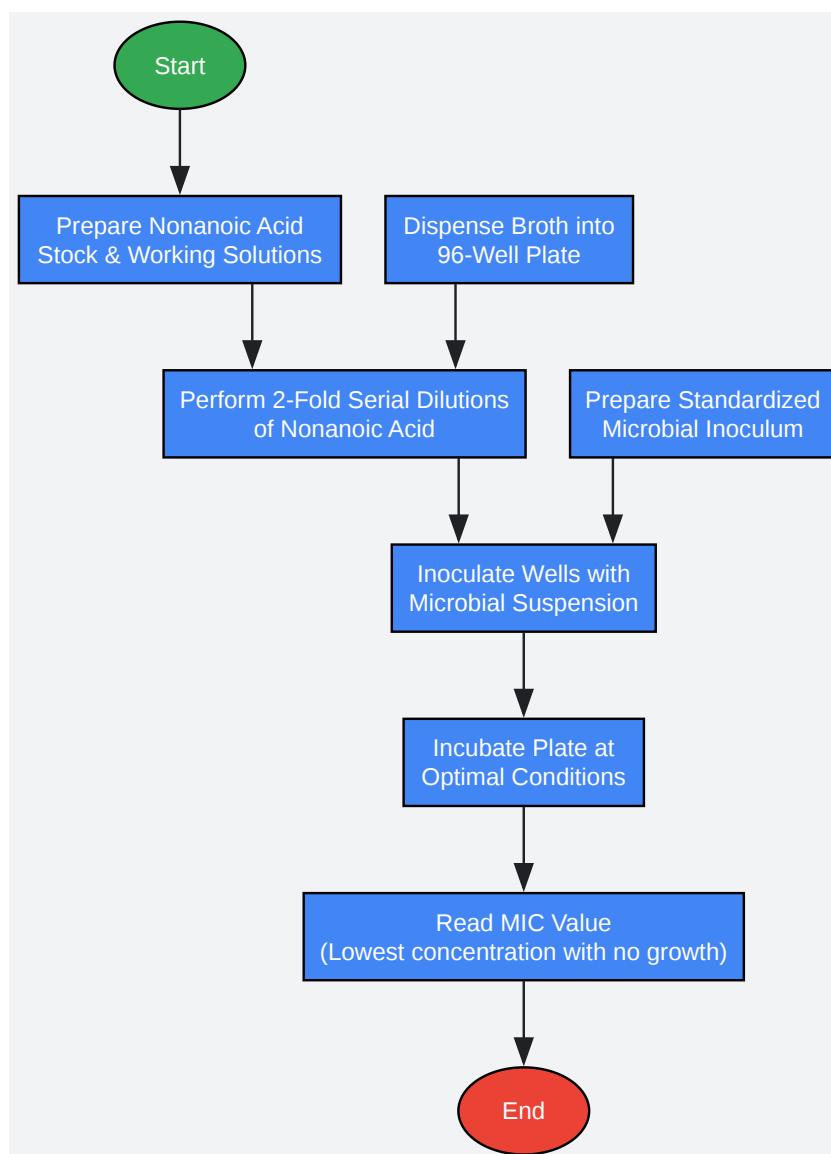 Start
Prepare Nonanoic Acid
Stock & Working Solutions
Dispense Broth into
96-Well Plate
Perform 2-Fold Serial Dilutions
of Nonanoic Acid
Prepare Standardized
Microbial Inoculum
Inoculate Wells with
Microbial Suspension
Incubate Plate at
Optimal Conditions
Read MIC Value
(Lowest concentration with no growth)
End